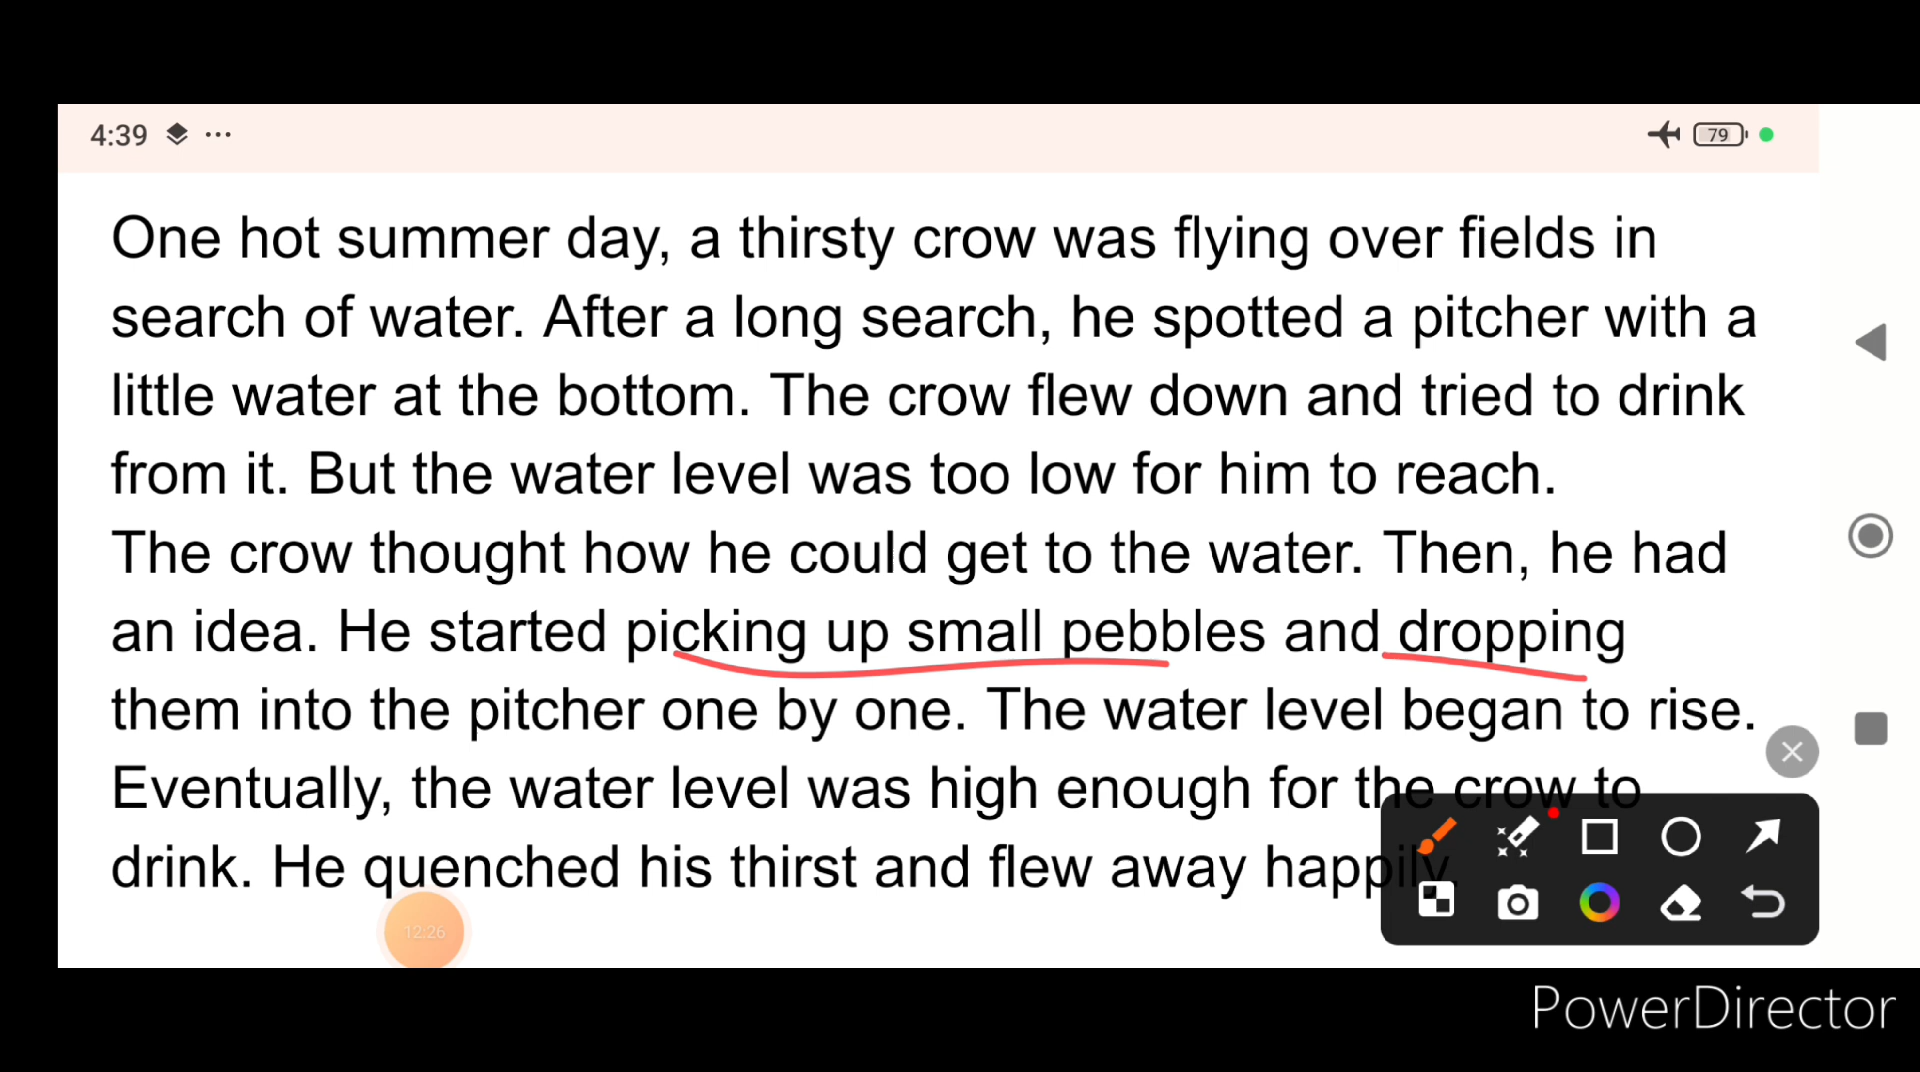 4:39
79
One hot summer day, a thirsty crow was flying over fields in
search of water. After a long search, he spotted a pitcher with a
little water at the bottom. The crow flew down and tried to drink
from it. But the water level was too low for him to reach.
The crow thought how he could get to the water. Then, he had
an idea. He started picking up small pebbles and dropping
them into the pitcher one by one. The water level began to rise.
Eventually, the water level was high enough for the crow to
drink. He quenched his thirst and flew away happily.
12:26
PowerDirector